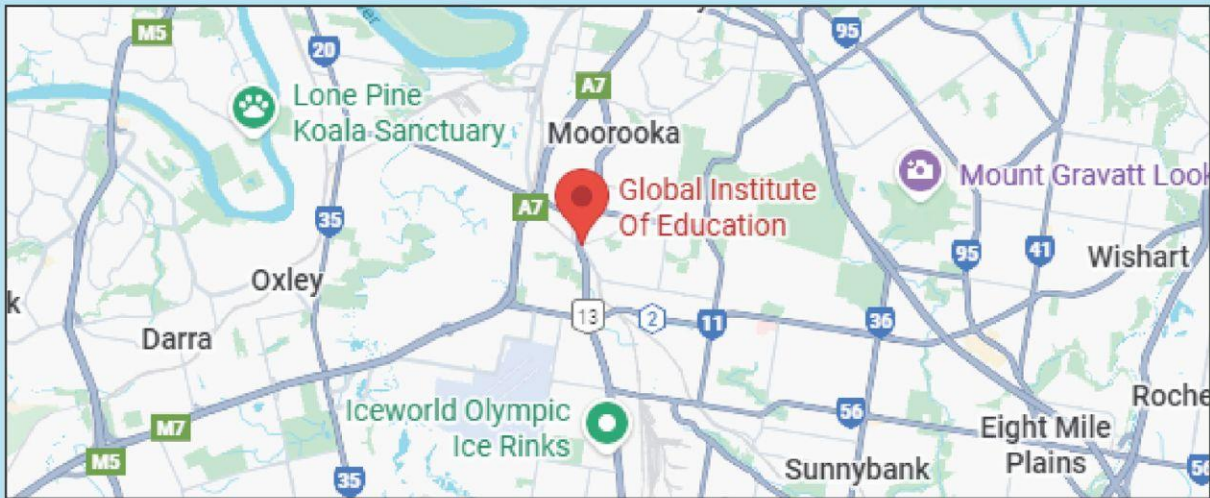 M5
20
95
Lone Pine
Koala Sanctuary
A7
Moorooka
Global Institute
Of Education
Mount Gravatt Look
A7
35
95
41
Wishart
Oxley
k
13
2
11
36
Darra
Iceworld Olympic
Ice Rinks
M7
56
Roche
Eight Mile
Plains
M5
35
Sunnybank
56